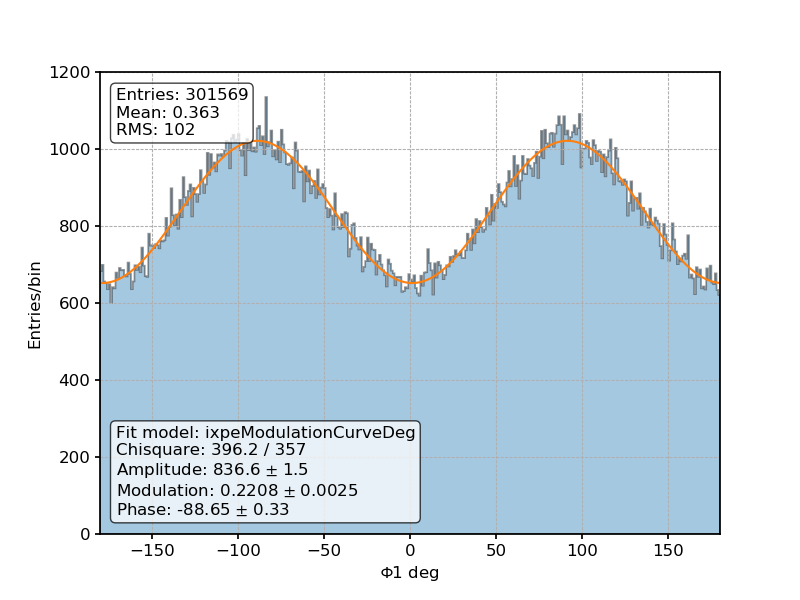 1200
1000
800
600
400
200
0
Entries/bin
Entries: 301569
Mean: 0.363
RMS: 102
Fit model: ixpeModulationCurveDeg
Chisquare: 396.2 / 357
Amplitude: 836.6 ± 1.5
Modulation: 0.2208 ± 0.0025
Phase: -88.65 ± 0.33
−150 −100 −50 0 50 100 150
Φ1 deg